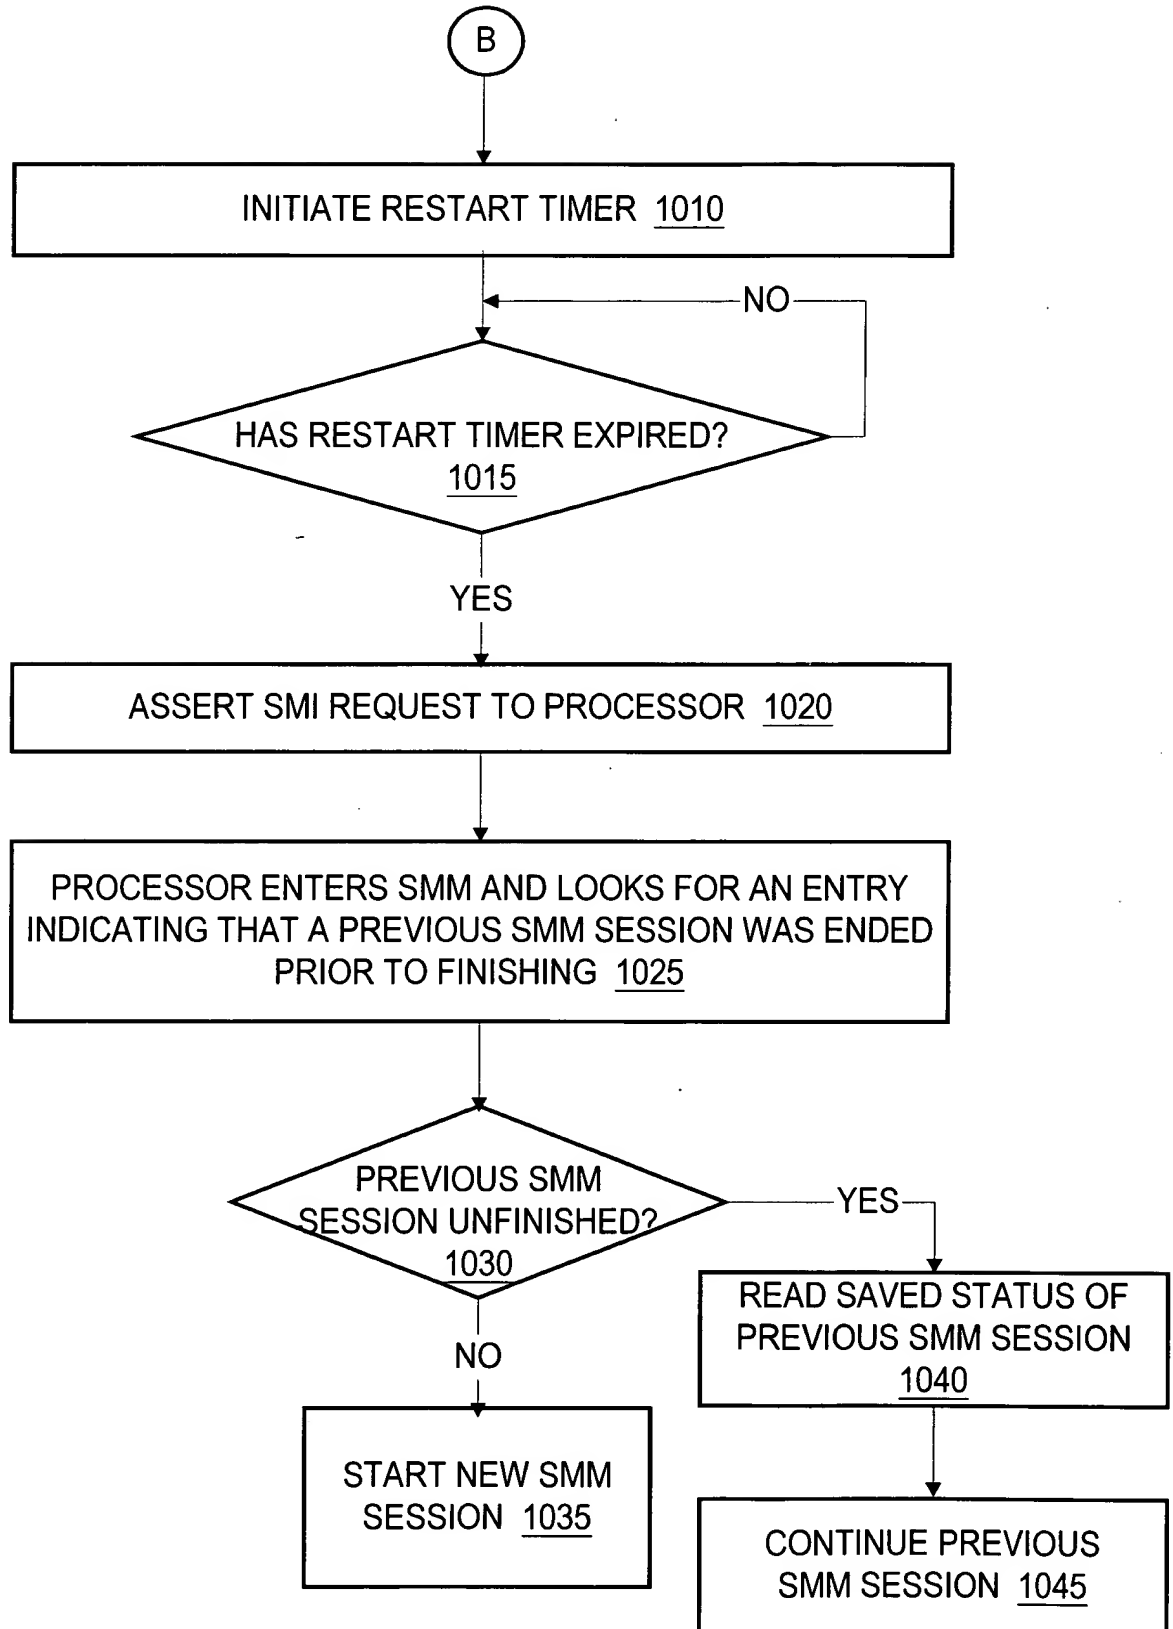 B
INITIATE RESTART TIMER 1010
NO
HAS RESTART TIMER EXPIRED?
1015
YES
ASSERT SMI REQUEST TO PROCESSOR 1020
PROCESSOR ENTERS SMM AND LOOKS FOR AN ENTRY
INDICATING THAT A PREVIOUS SMM SESSION WAS ENDED
PRIOR TO FINISHING 1025
PREVIOUS SMM
SESSION UNFINISHED?
1030
YES
NO
READ SAVED STATUS OF
PREVIOUS SMM SESSION
1040
START NEW SMM
SESSION 1035
CONTINUE PREVIOUS
SMM SESSION 1045